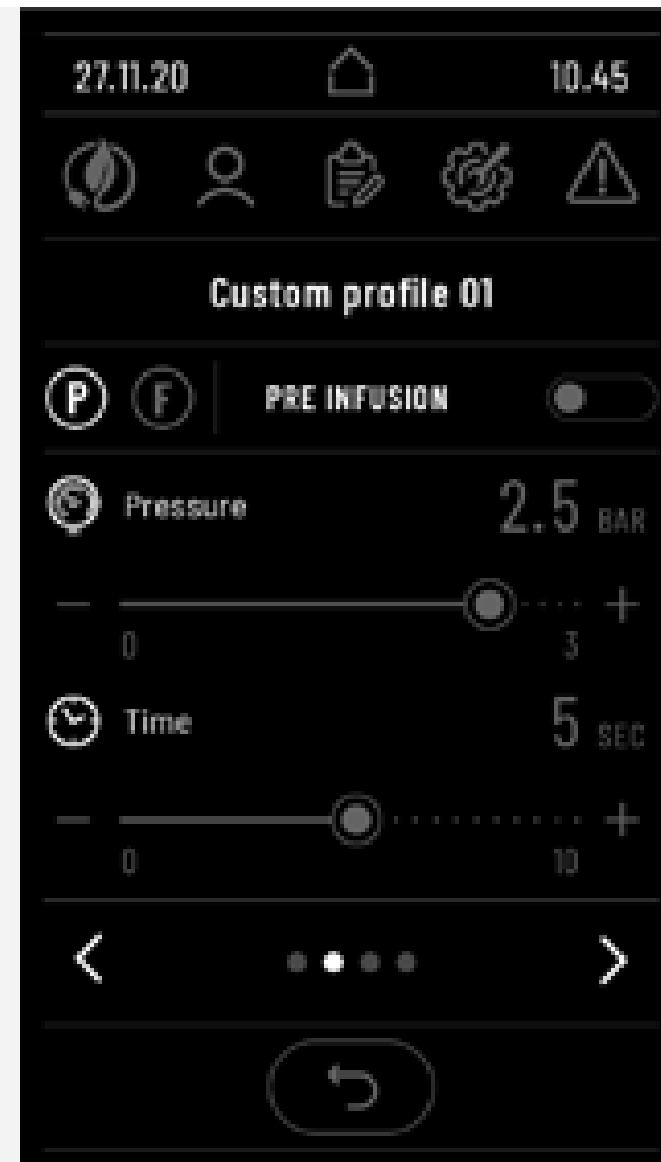 27.11.20 10.45
Custom profile 01
P F PRE INFUSION
Pressure 2.5 BAR
− +
0 3
Time 5 SEC
− +
0 10